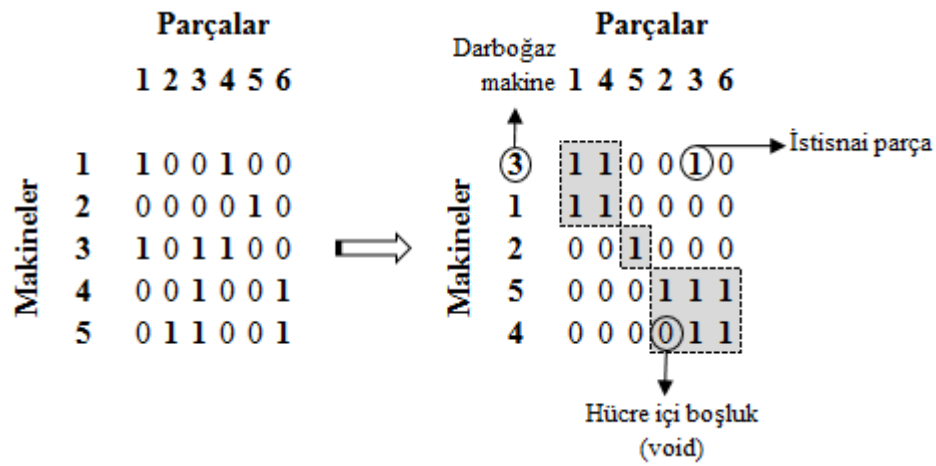 Parçalar
1 2 3 4 5 6
Makineler
1 1 0 0 1 0 0
2 0 0 0 0 1 0
3 1 0 1 1 0 0
4 0 0 1 0 0 1
5 0 1 1 0 0 1
Parçalar
Darboğaz
makine 1 4 5 2 3 6
Makineler
3 1 1 0 0 1 0 İstisnai parça
1 1 1 0 0 0 0
2 0 0 1 0 0 0
5 0 0 0 1 1 1
4 0 0 0 0 1 1
Hücre içi boşluk
(void)